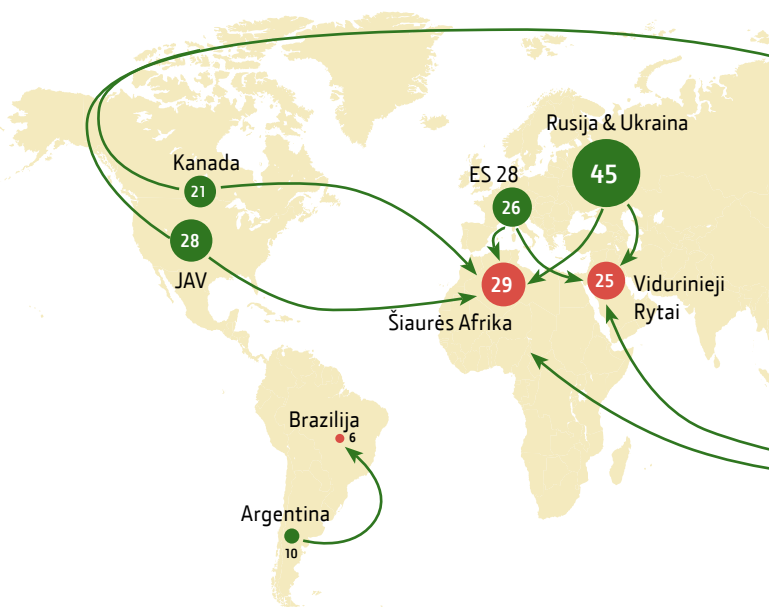 Rusija & Ukraina
45
Kanada
21
ES 28
26
28
JAV
29
Šiaurės Afrika
25
Vidurinieji
Rytai
Brazilija
6
Argentina
10